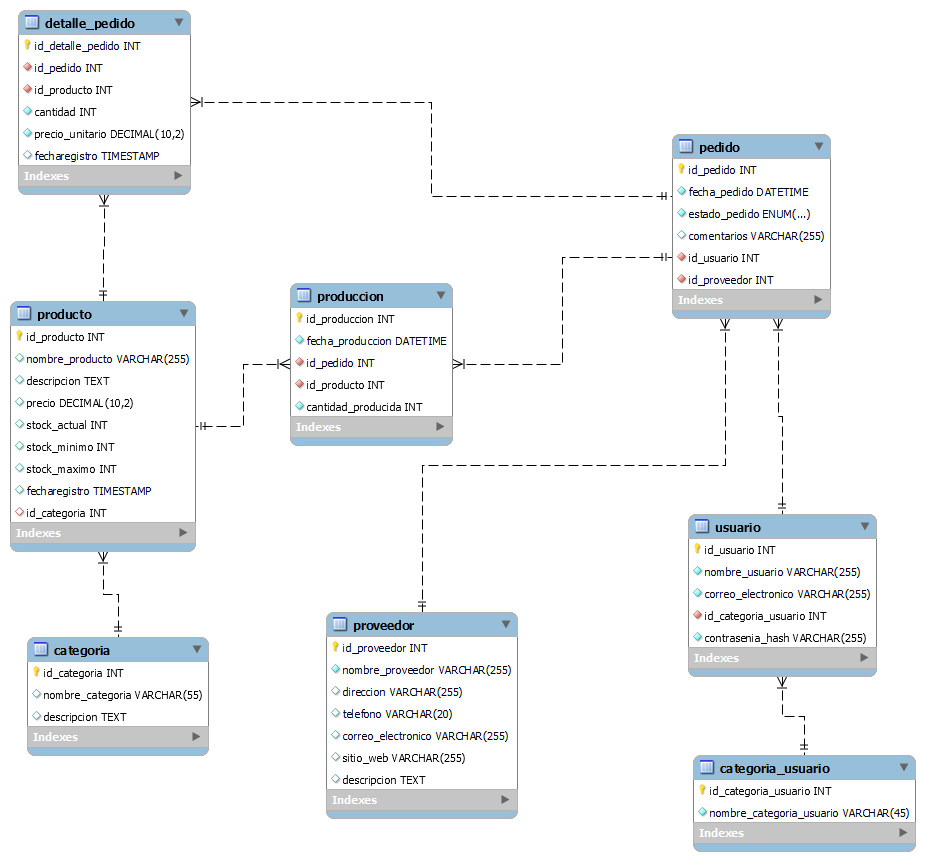 detalle_pedido
id_detalle_pedido INT
id_pedido INT
id_producto INT
cantidad INT
precio_unitario DECIMAL(10,2)
fecharegistro TIMESTAMP
Indexes
pedido
id_pedido INT
fecha_pedido DATETIME
estado_pedido ENUM(...)
comentarios VARCHAR(255)
id_usuario INT
id_proveedor INT
Indexes
produccion
id_produccion INT
fecha_produccion DATETIME
id_pedido INT
id_producto INT
cantidad_producida INT
Indexes
producto
id_producto INT
nombre_producto VARCHAR(255)
descripcion TEXT
precio DECIMAL(10,2)
stock_actual INT
stock_minimo INT
stock_maximo INT
fecharegistro TIMESTAMP
id_categoria INT
Indexes
usuario
id_usuario INT
nombre_usuario VARCHAR(255)
correo_electronico VARCHAR(255)
id_categoria_usuario INT
contrasenia_hash VARCHAR(255)
Indexes
proveedor
id_proveedor INT
nombre_proveedor VARCHAR(255)
direccion VARCHAR(255)
telefono VARCHAR(20)
correo_electronico VARCHAR(255)
sitio_web VARCHAR(255)
descripcion TEXT
Indexes
categoria
id_categoria INT
nombre_categoria VARCHAR(55)
descripcion TEXT
Indexes
categoria_usuario
id_categoria_usuario INT
nombre_categoria_usuario VARCHAR(45)
Indexes